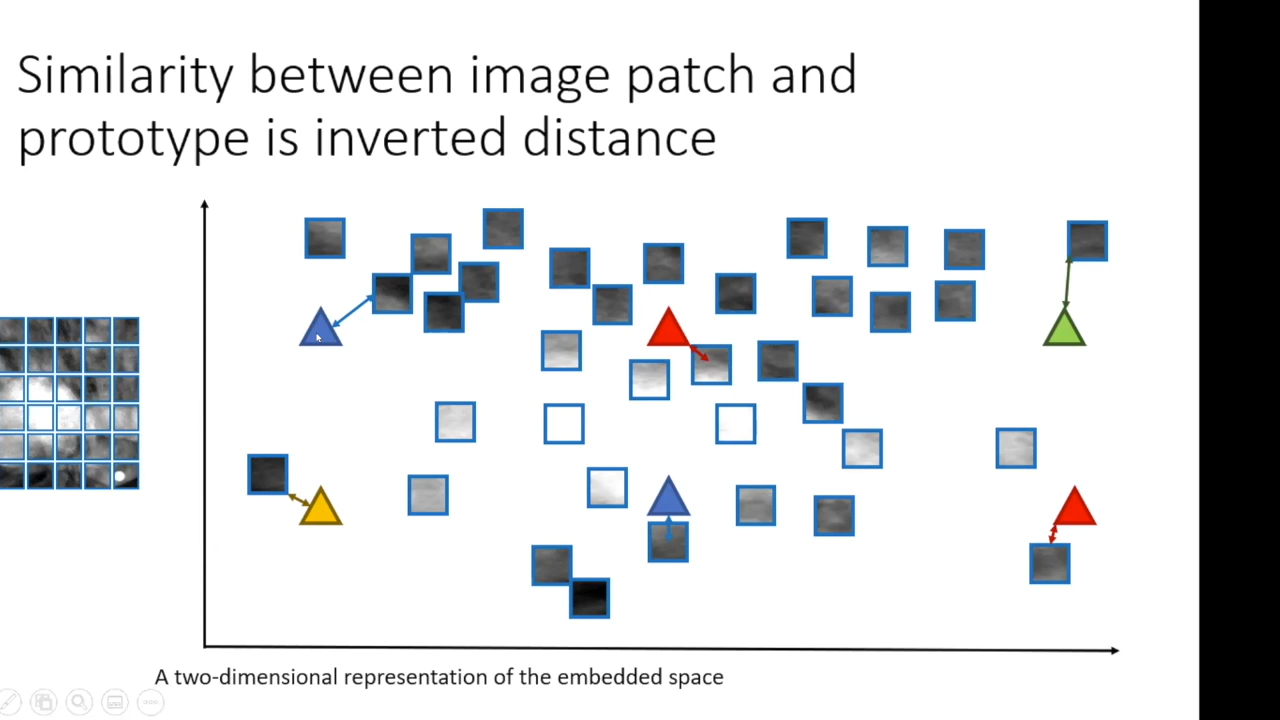 Similarity between image patch and
prototype is inverted distance
A two-dimensional representation of the embedded space